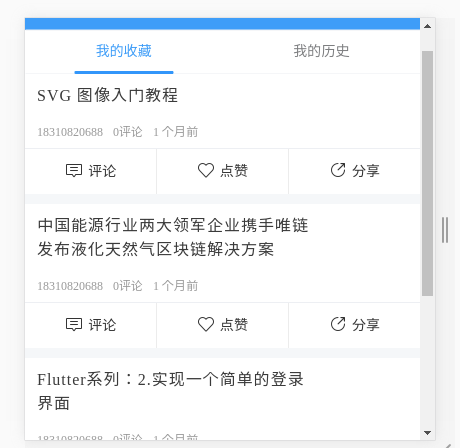 我的收藏 我的历史
SVG 图像入门教程
18310820688 0评论 1 个月前
评论 点赞 分享
中国能源行业两大领军企业携手唯链
发布液化天然气区块链解决方案
18310820688 0评论 1 个月前
评论 点赞 分享
Flutter系列：2.实现一个简单的登录
界面
18310820688 0评论 1 个月前